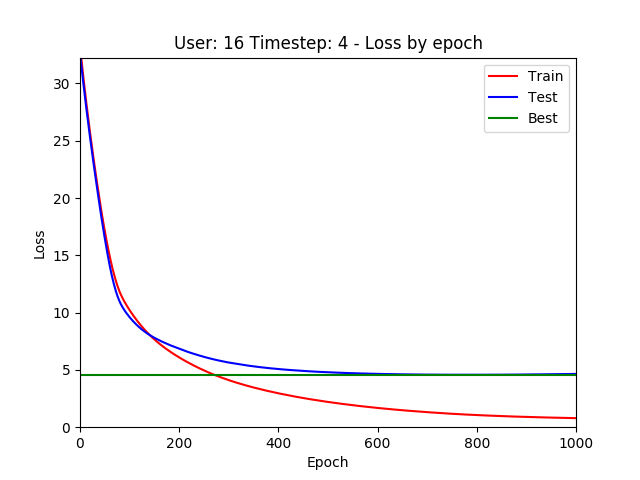 User: 16 Timestep: 4 - Loss by epoch
Train
Test
Best
Loss
30
25
20
15
10
5
0
0 200 400 600 800 1000
Epoch